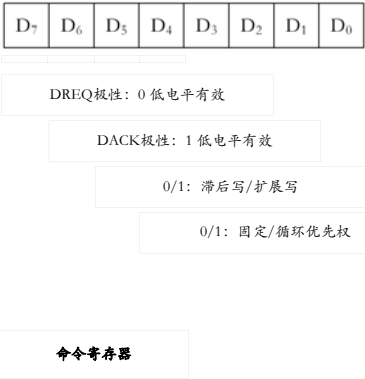 D7 D6 D5 D4 D3 D2 D1 D0
DREQ极性：0 低电平有效
DACK极性：1 低电平有效
0/1：滞后写/扩展写
0/1：固定/循环优先权
命令寄存器